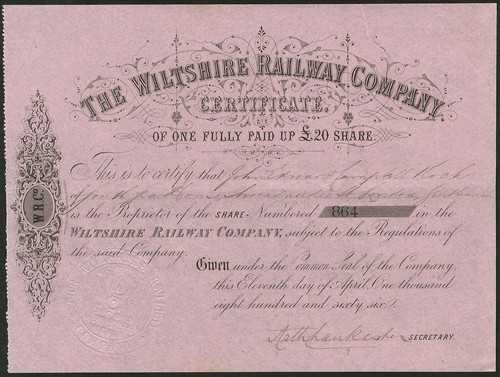 THE WILTSHIRE RAILWAY COMPANY
CERTIFICATE,
OF ONE FULLY PAID UP £20 SHARE
This is to certify that John
of
is the Proprietor of the SHARE Numbered 864 in the
WILTSHIRE RAILWAY COMPANY, subject to the Regulations of
the said Company.
Given under the Common Seal of the Company,
this Eleventh day of April, One thousand
eight hundred and sixty six.
SECRETARY.
W.R.Co.